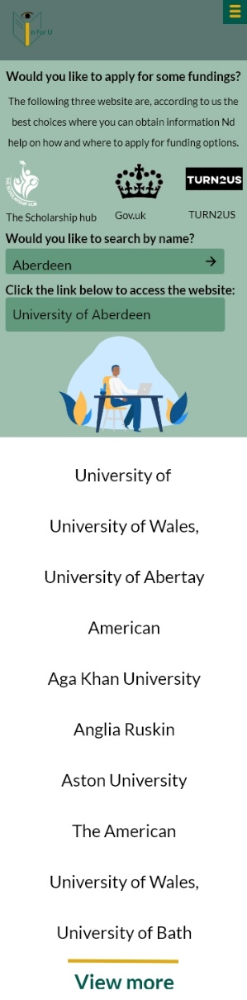 is For U
Would you like to apply for some fundings?
The following three website are, according to us the
best choices where you can obtain information Nd
help on how and where to apply for funding options.
THE SCHOLARSHIP HUB
TURN2US
The Scholarship hub
Gov.uk
TURN2US
Would you like to search by name?
Aberdeen
Click the link below to access the website:
University of Aberdeen
University of
University of Wales,
University of Abertay
American
Aga Khan University
Anglia Ruskin
Aston University
The American
University of Wales,
University of Bath
View more